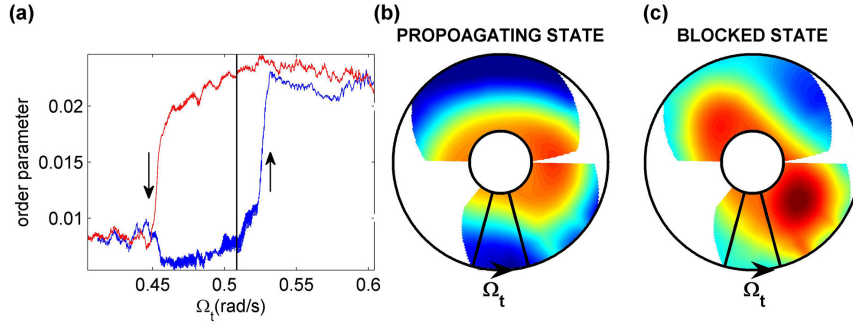 (a)
order parameter
0.02
0.015
0.01
0.45
0.5
0.55
0.6
Ωt(rad/s)
(b)
PROPOAGATING STATE
Ωt
(c)
BLOCKED STATE
Ωt